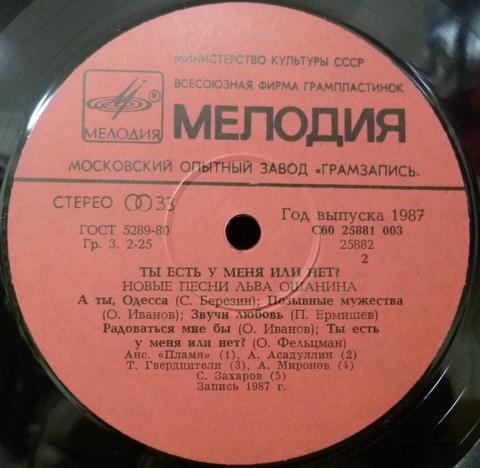 МИНИСТЕРСТВО КУЛЬТУРЫ СССР
ВСЕСОЮЗНАЯ ФИРМА ГРАМПЛАСТИНОК
®
МЕЛОДИЯ
МЕЛОДИЯ
МОСКОВСКИЙ ОПЫТНЫЙ ЗАВОД «ГРАМЗАПИСЬ»
СТЕРЕО 33
Год выпуска 1987
ГОСТ 5289-80
С60 25881 003
Гр. 3. 2-25
25882
2
ТЫ ЕСТЬ У МЕНЯ ИЛИ НЕТ?
НОВЫЕ ПЕСНИ ЛЬВА ОШАНИНА
А ты, Одесса (С. Березин); Позывные мужества
(О. Иванов); Звучи любовь (П. Ермишев)
Радоваться мне бы (О. Иванов); Ты есть
у меня или нет? (О. Фельцман)
Анс. «Пламя» (1), А. Асадуллин (2)
Т. Гвердцители (3), А. Миронов (4)
С. Захаров (5)
Запись 1987 г.